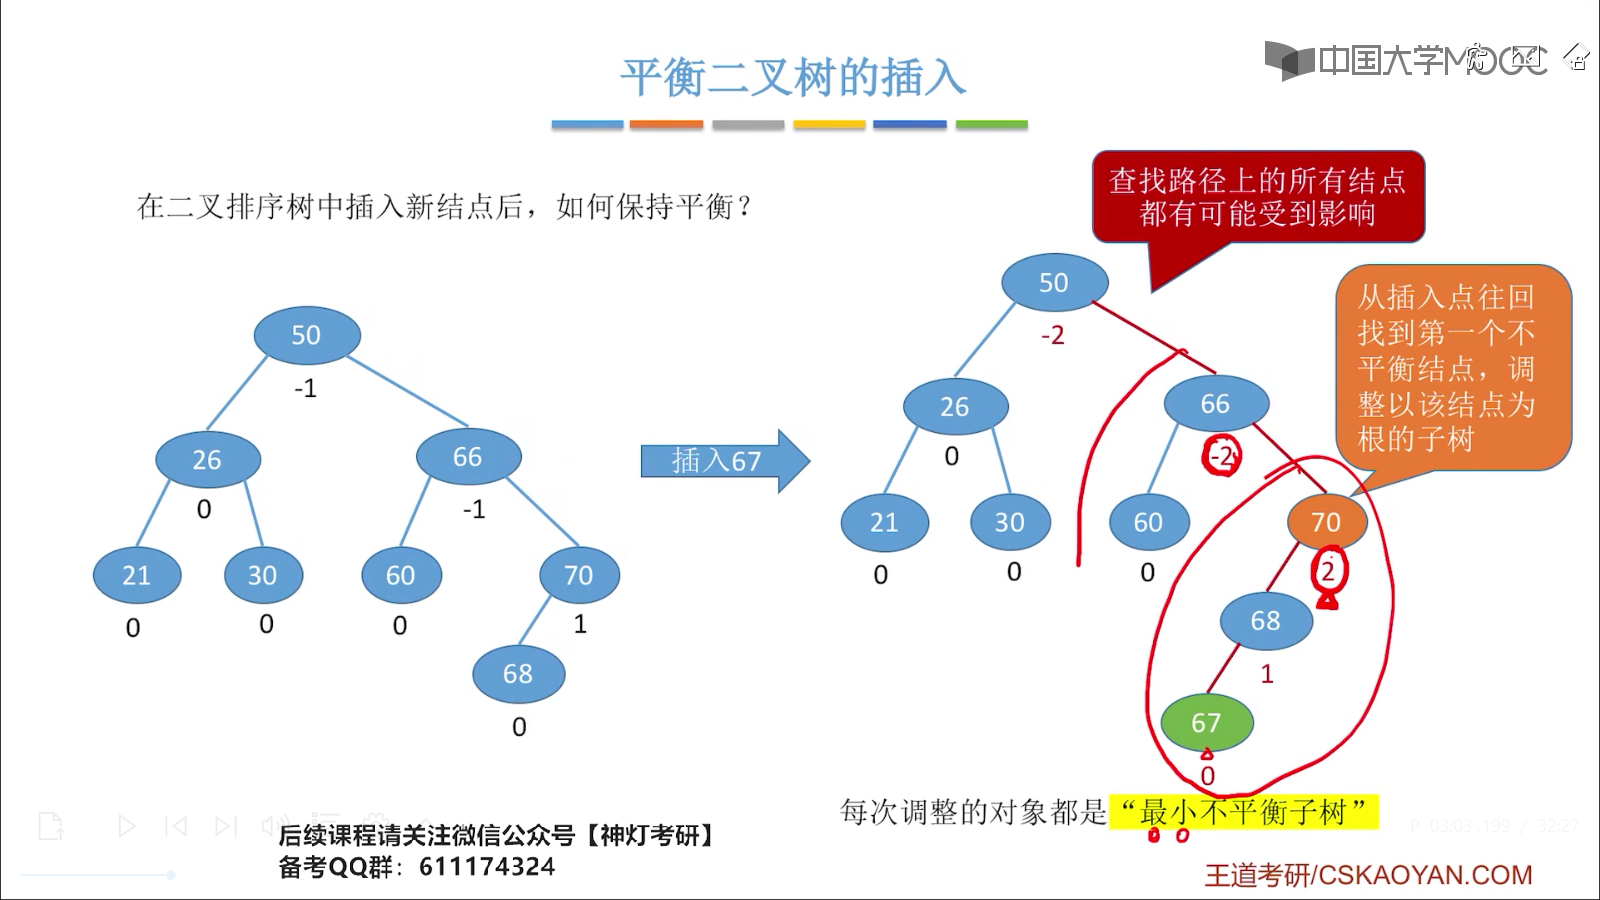 平衡二叉树的插入
中国大学MOOC
在二叉排序树中插入新结点后，如何保持平衡？
查找路径上的所有结点
都有可能受到影响
从插入点往回
找到第一个不
平衡结点，调
整以该结点为
根的子树
50
-1
26
66
0
-1
21
30
60
70
0
0
0
1
68
0
插入67
50
-2
26
66
0
-2
21
30
60
70
0
0
0
2
68
1
67
0
每次调整的对象都是“最小不平衡子树”
P 03:03.199 / 32:27
后续课程请关注微信公众号【神灯考研】
备考QQ群：611174324
王道考研/CSKAOYAN.COM